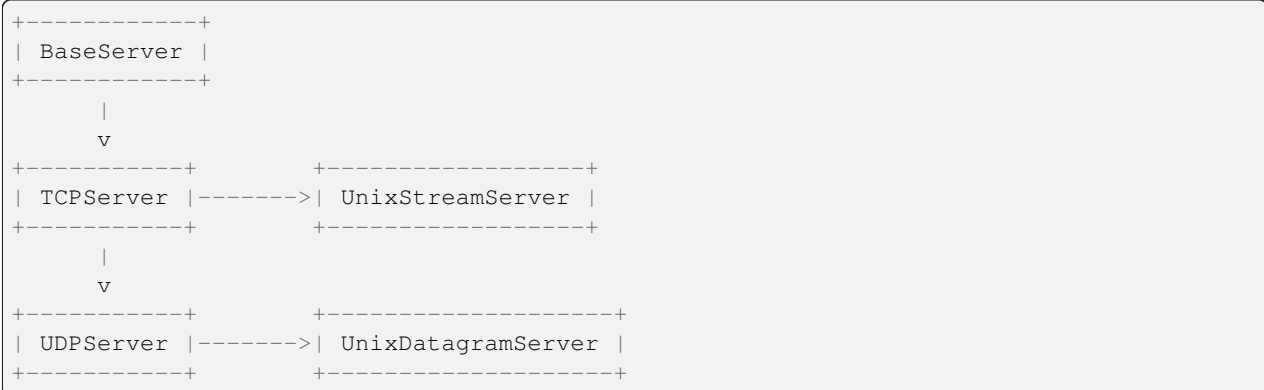 +------------+
| BaseServer |
+------------+
      |
      v
+-----------+        +------------------+
| TCPServer |------->| UnixStreamServer |
+-----------+        +------------------+
      |
      v
+-----------+        +--------------------+
| UDPServer |------->| UnixDatagramServer |
+-----------+        +--------------------+